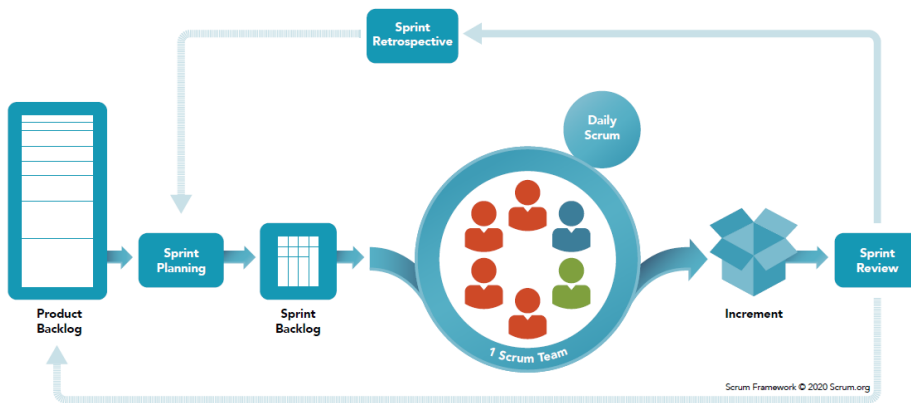 Sprint
Retrospective
Daily
Scrum
Sprint
Planning
Sprint
Review
Product
Backlog
Sprint
Backlog
1 Scrum Team
Increment
Scrum Framework © 2020 Scrum.org